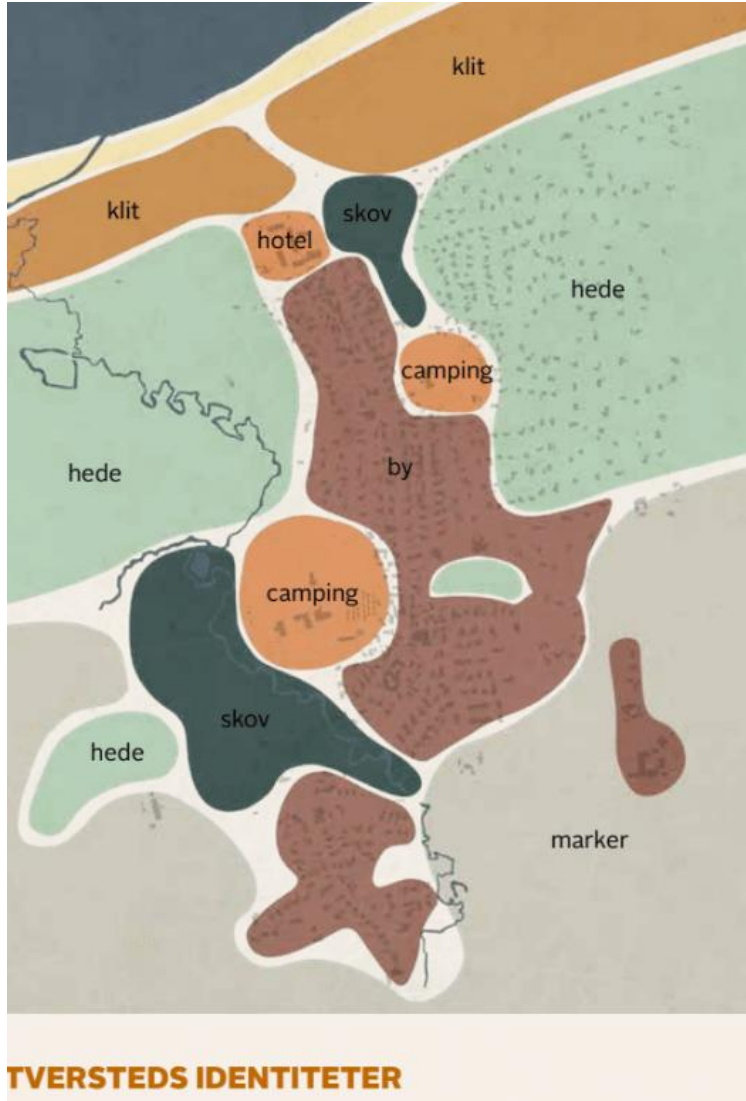 klit
klit
skov
hotel
hede
camping
by
hede
camping
skov
hede
marker
TVERSTEDS IDENTITETER